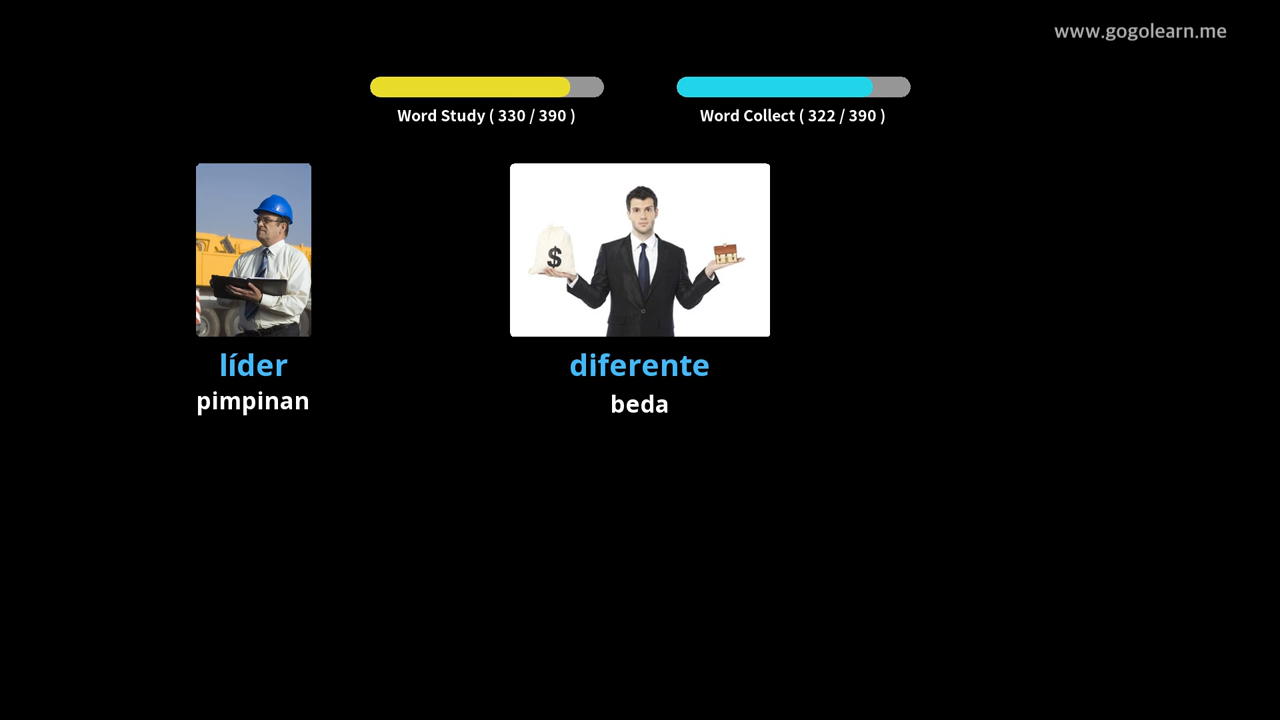 www.gogolearn.me
Word Study ( 330 / 390 )
Word Collect ( 322 / 390 )
$
líder
pimpinan
diferente
beda